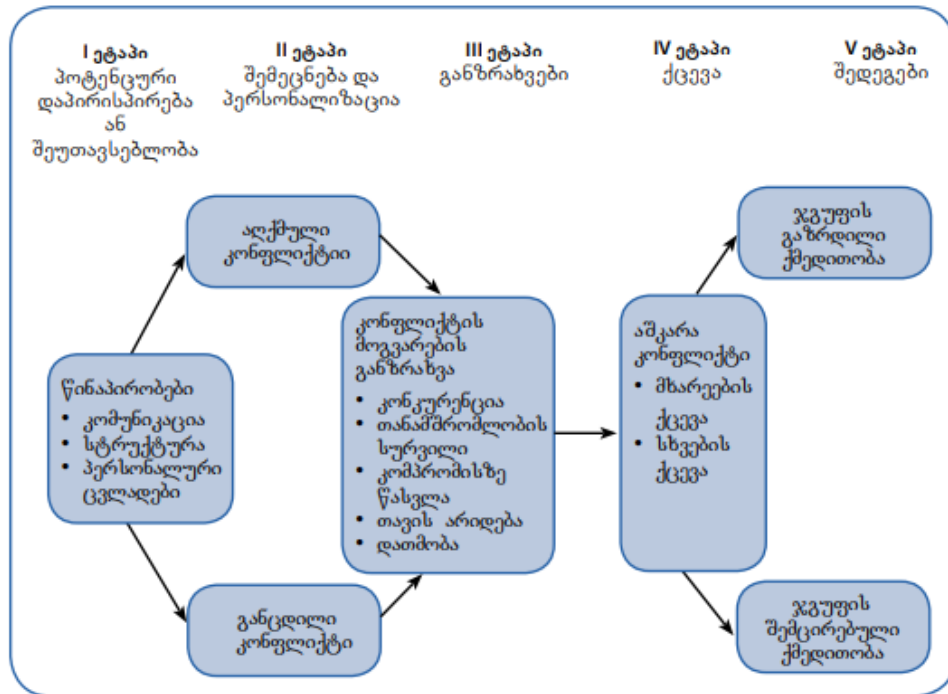 I ეტაპი
პოტენცური
დაპირისპირება
ან
შეუთავსებლობა
II ეტაპი
შემეცნება და
პერსონალიზაცია
III ეტაპი
განზრახვები
IV ეტაპი
ქცევა
V ეტაპი
შედეგები
წინაპირობები
• კომუნიკაცია
• სტრუქტურა
• პერსონალური
ცვლადები
აღქმული
კონფლიქტიი
განცდილი
კონფლიქტი
კონფლიქტის
მოგვარების
განზრახვა
• კონკურენცია
• თანამშრომლობის
სურვილი
• კომპრომისზე
წასვლა
• თავის არიდება
• დათმობა
აშკარა
კონფლიქტი
• მხარეების
ქცევა
• სხვების
ქცევა
ჯგუფის
გაზრდილი
ქმედითობა
ჯგუფის
შემცირებული
ქმედითობა